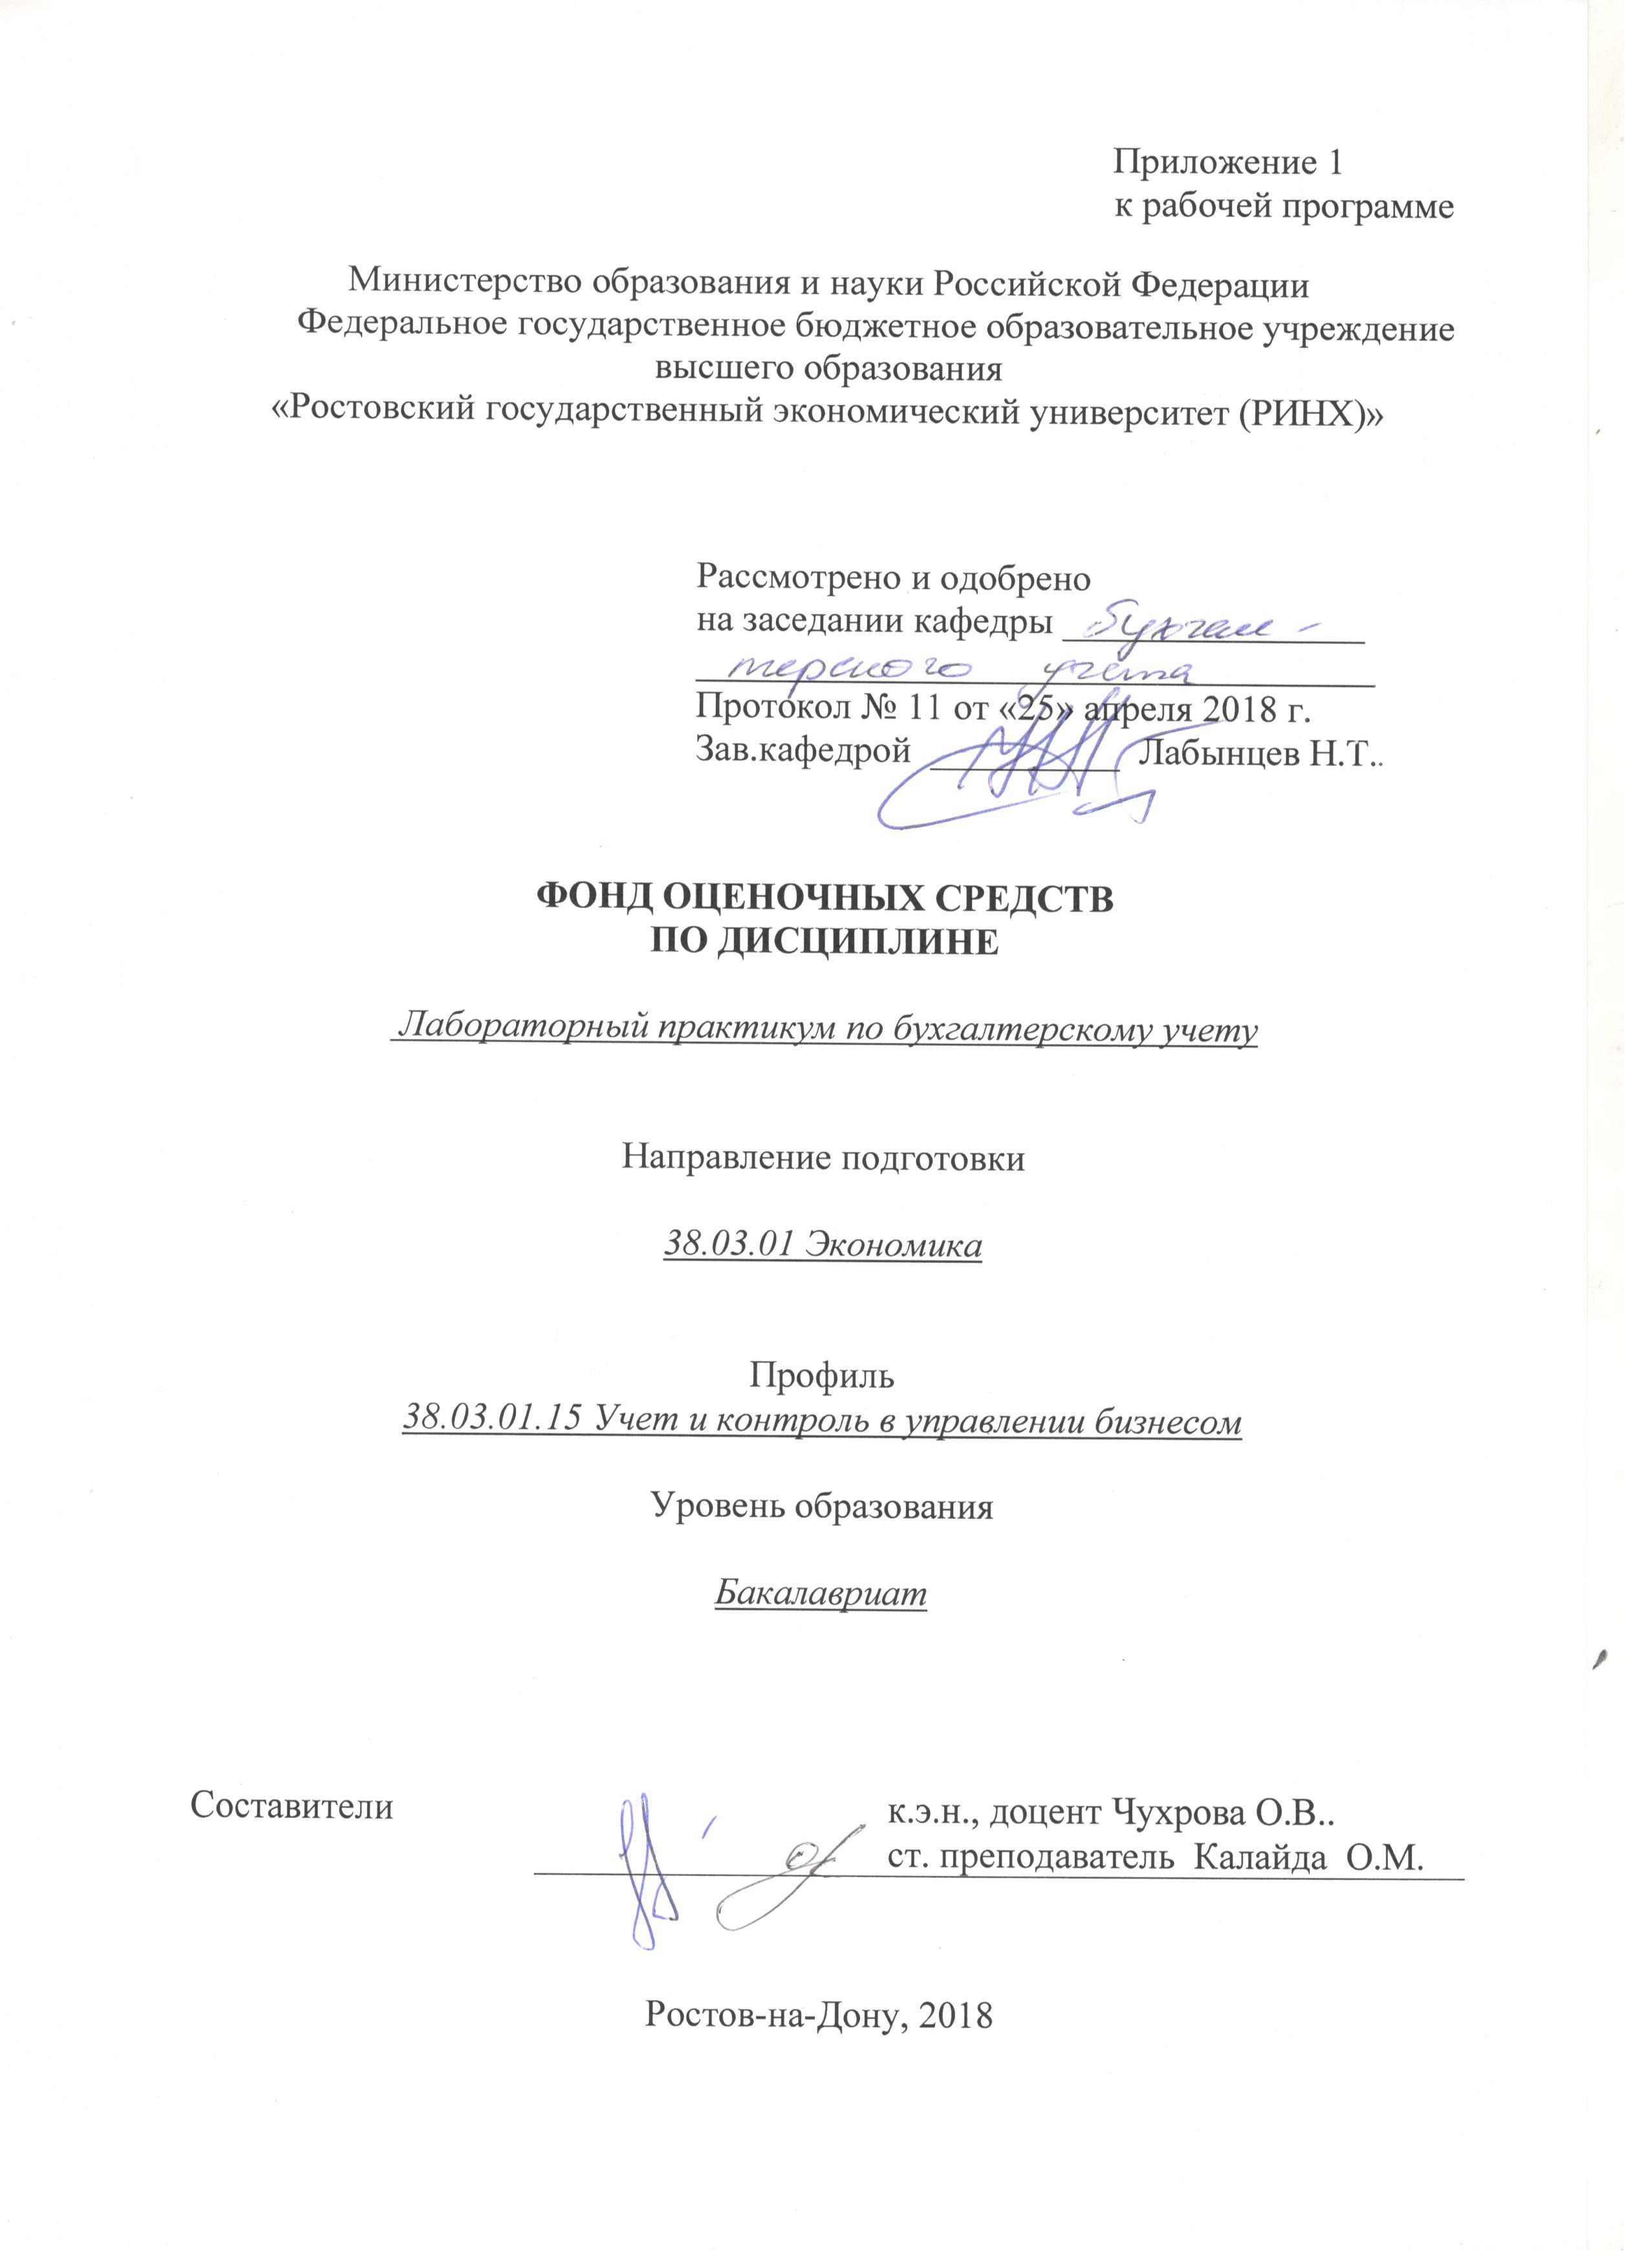 Приложение 1
к рабочей программе
Министерство образования и науки Российской Федерации
Федеральное государственное бюджетное образовательное учреждение
высшего образования
«Ростовский государственный экономический университет (РИНХ)»
Рассмотрено и одобрено
на заседании кафедры бухгал-
терского учета
Протокол № 11 от «25» апреля 2018 г.
Зав.кафедрой Лабынцев Н.Т..
ФОНД ОЦЕНОЧНЫХ СРЕДСТВ
ПО ДИСЦИПЛИНЕ
Лабораторный практикум по бухгалтерскому учету
Направление подготовки
38.03.01 Экономика
Профиль
38.03.01.15 Учет и контроль в управлении бизнесом
Уровень образования
Бакалавриат
Составители к.э.н., доцент Чухрова О.В..
ст. преподаватель Калайда О.М.
Ростов-на-Дону, 2018